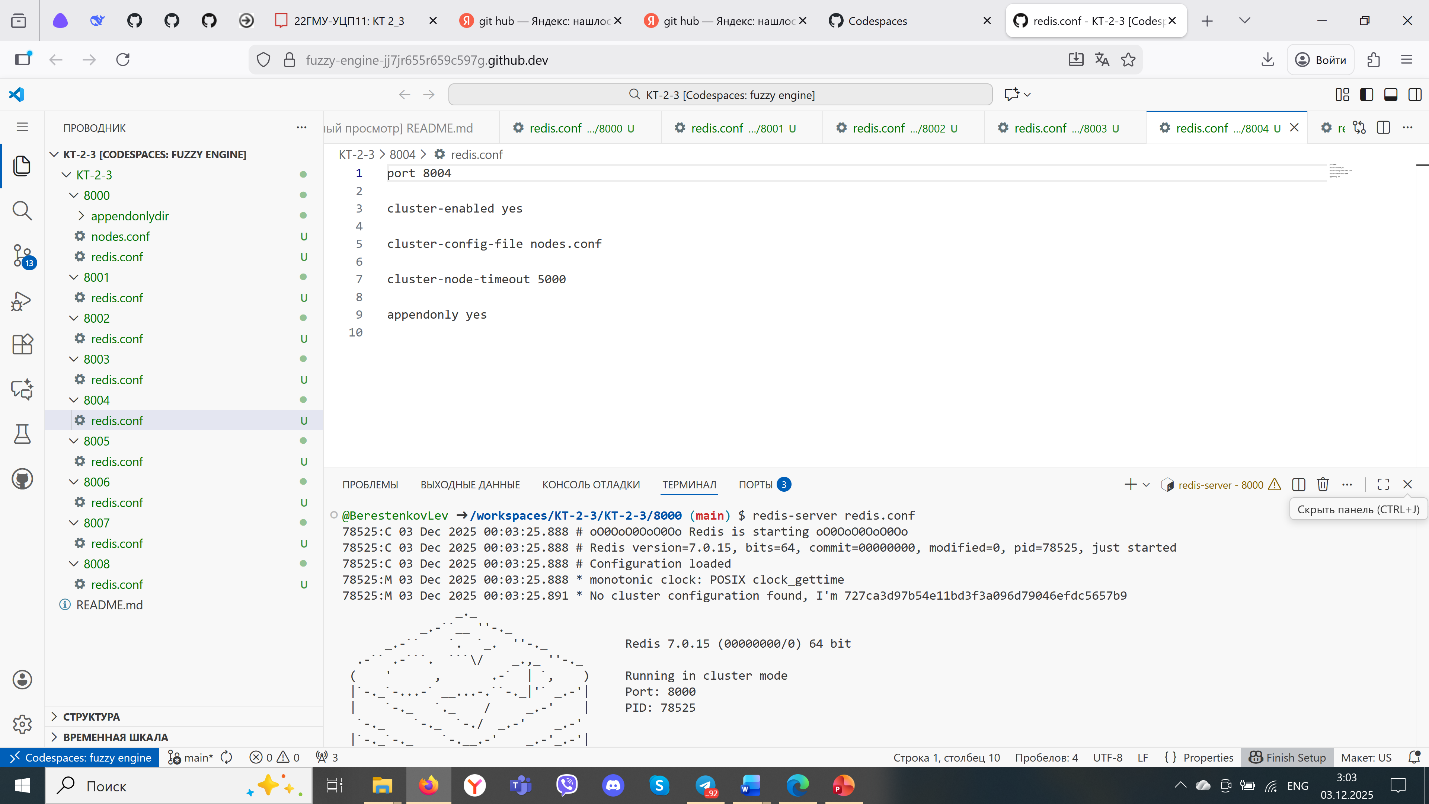 22ГМУ-УЦП11: КТ 2_3
git hub — Яндекс: нашлос
git hub — Яндекс: нашлос
Codespaces
redis.conf - KT-2-3 [Codesp
fuzzy-engine-jj7jr655r659c597g.github.dev
Войти
KT-2-3 [Codespaces: fuzzy engine]
ПРОВОДНИК
ный просмотр] README.md
redis.conf .../8000 U
redis.conf .../8001 U
redis.conf .../8002 U
redis.conf .../8003 U
redis.conf .../8004 U
KT-2-3 [CODESPACES: FUZZY ENGINE]
KT-2-3
8000
appendonlydir
nodes.conf U
redis.conf U
8001
redis.conf U
8002
redis.conf U
8003
redis.conf U
8004
redis.conf U
8005
redis.conf U
8006
redis.conf U
8007
redis.conf U
8008
redis.conf U
README.md
СТРУКТУРА
ВРЕМЕННАЯ ШКАЛА
13
KT-2-3 > 8004 > redis.conf
1 port 8004
2
3 cluster-enabled yes
4
5 cluster-config-file nodes.conf
6
7 cluster-node-timeout 5000
8
9 appendonly yes
10
ПРОБЛЕМЫ ВЫХОДНЫЕ ДАННЫЕ КОНСОЛЬ ОТЛАДКИ ТЕРМИНАЛ ПОРТЫ 3
redis-server - 8000
Скрыть панель (CTRL+J)
@BerestenkovLev ➜/workspaces/KT-2-3/KT-2-3/8000 (main) $ redis-server redis.conf
78525:C 03 Dec 2025 00:03:25.888 # oO0OoO0OoO0Oo Redis is starting oO0OoO0OoO0Oo
78525:C 03 Dec 2025 00:03:25.888 # Redis version=7.0.15, bits=64, commit=00000000, modified=0, pid=78525, just started
78525:C 03 Dec 2025 00:03:25.888 # Configuration loaded
78525:M 03 Dec 2025 00:03:25.888 * monotonic clock: POSIX clock_gettime
78525:M 03 Dec 2025 00:03:25.891 * No cluster configuration found, I'm 727ca3d97b54e11bd3f3a096d79046efdc5657b9
Redis 7.0.15 (00000000/0) 64 bit
Running in cluster mode
Port: 8000
PID: 78525
Codespaces: fuzzy engine main* 0 0 3
Строка 1, столбец 10 Пробелов: 4 UTF-8 LF { } Properties Finish Setup Макет: US
Поиск
92
ENG
3:03
03.12.2025